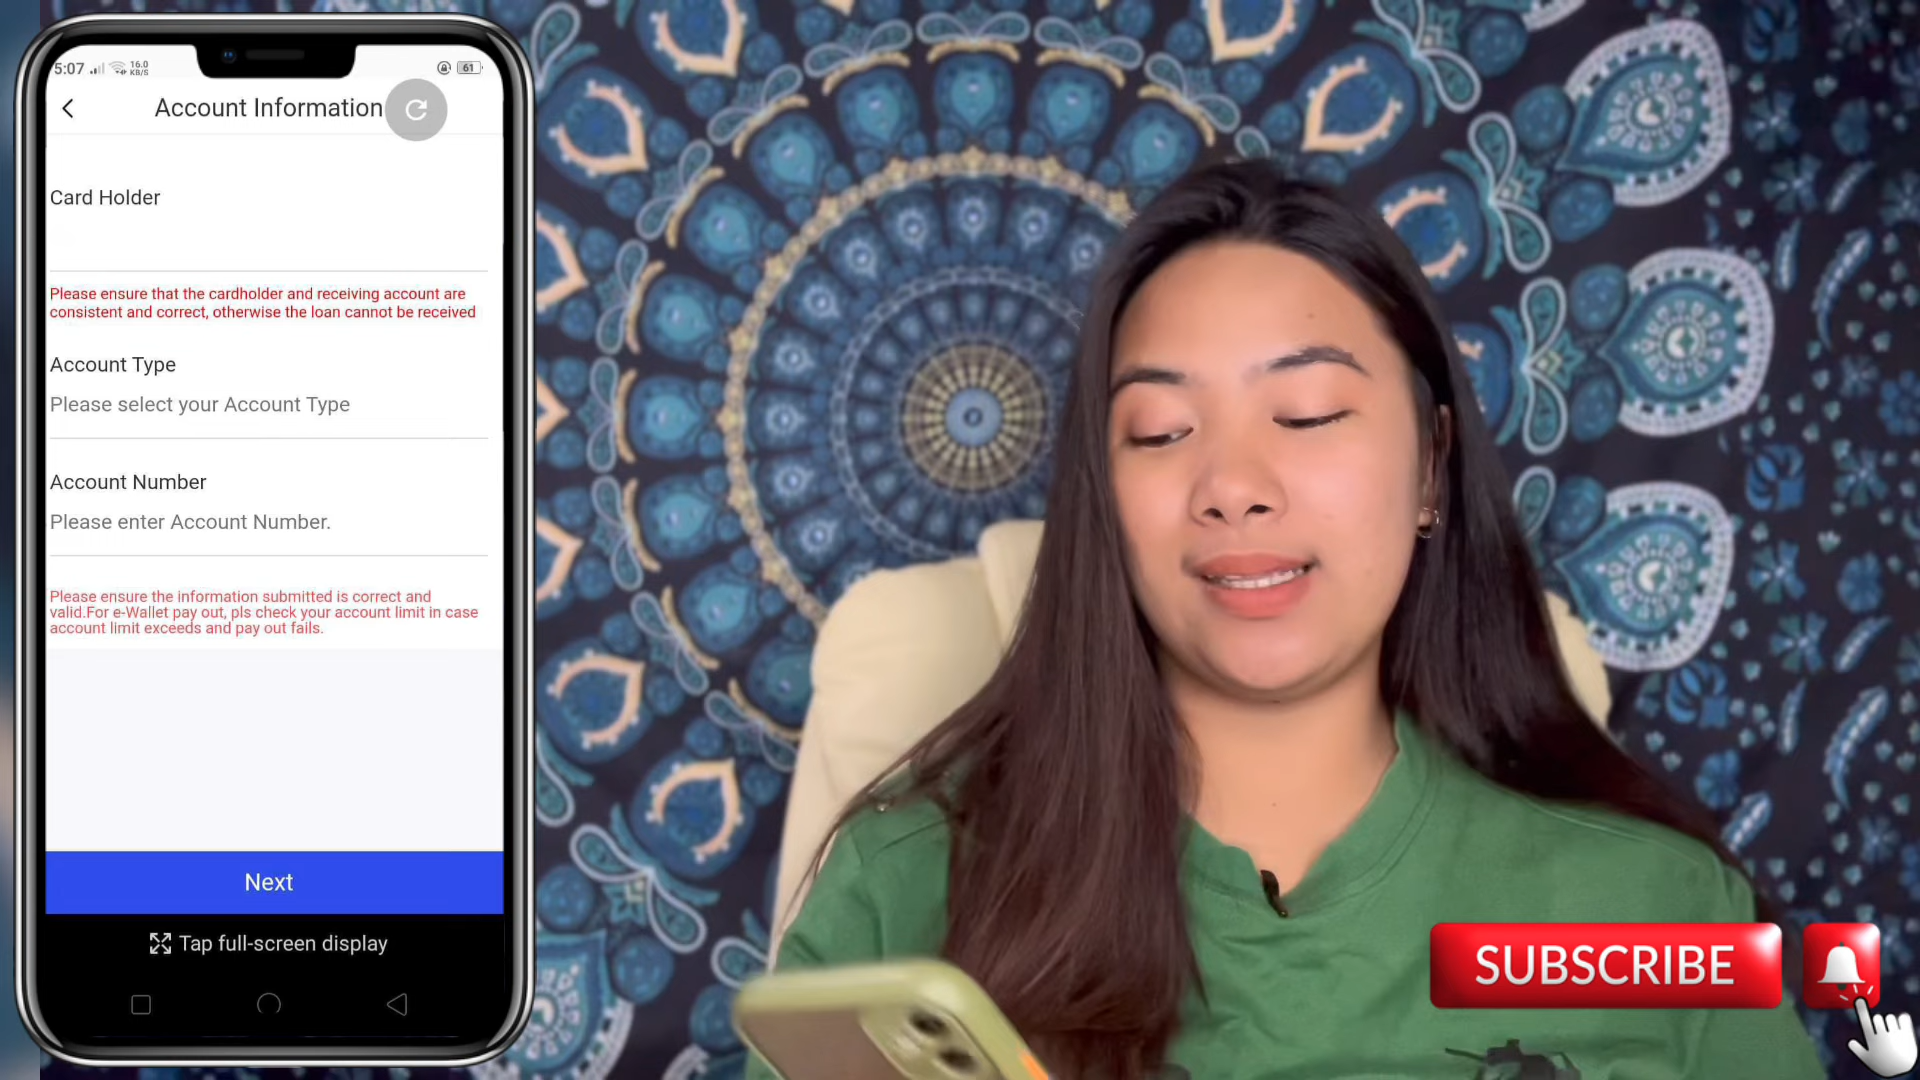 5:07
16.0
KB/S
61
Account Information
Card Holder
Please ensure that the cardholder and receiving account are
consistent and correct, otherwise the loan cannot be received
Account Type
Please select your Account Type
Account Number
Please enter Account Number.
Please ensure the information submitted is correct and
valid.For e-Wallet pay out, pls check your account limit in case
account limit exceeds and pay out fails.
Next
Tap full-screen display
SUBSCRIBE